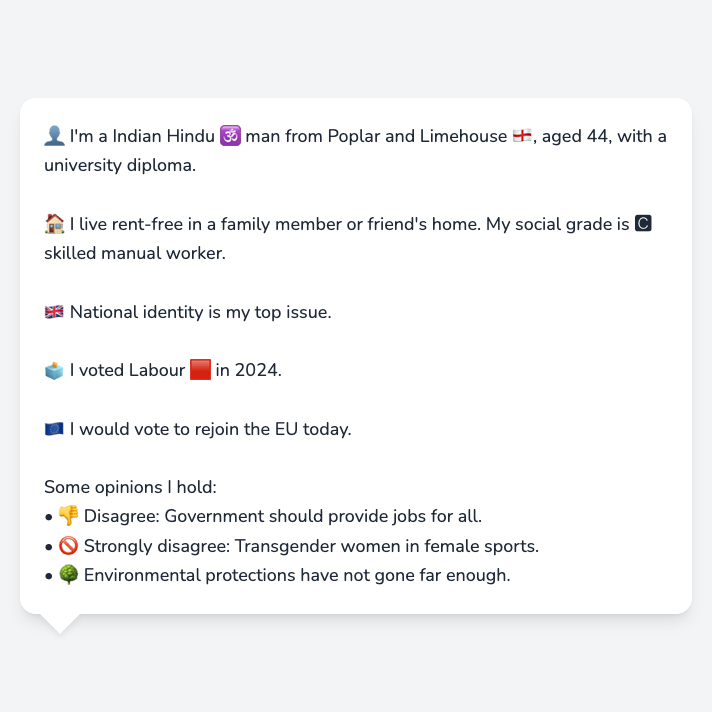 👤 I'm a Indian Hindu 🕉️ man from Poplar and Limehouse 🏴󠁧󠁢󠁥󠁮󠁧󠁿, aged 44, with a
university diploma.
🏠 I live rent-free in a family member or friend's home. My social grade is 🅲
skilled manual worker.
🇬🇧 National identity is my top issue.
🗳️ I voted Labour 🟥 in 2024.
🇪🇺 I would vote to rejoin the EU today.
Some opinions I hold:
• 👎 Disagree: Government should provide jobs for all.
• 🚫 Strongly disagree: Transgender women in female sports.
• 🌳 Environmental protections have not gone far enough.